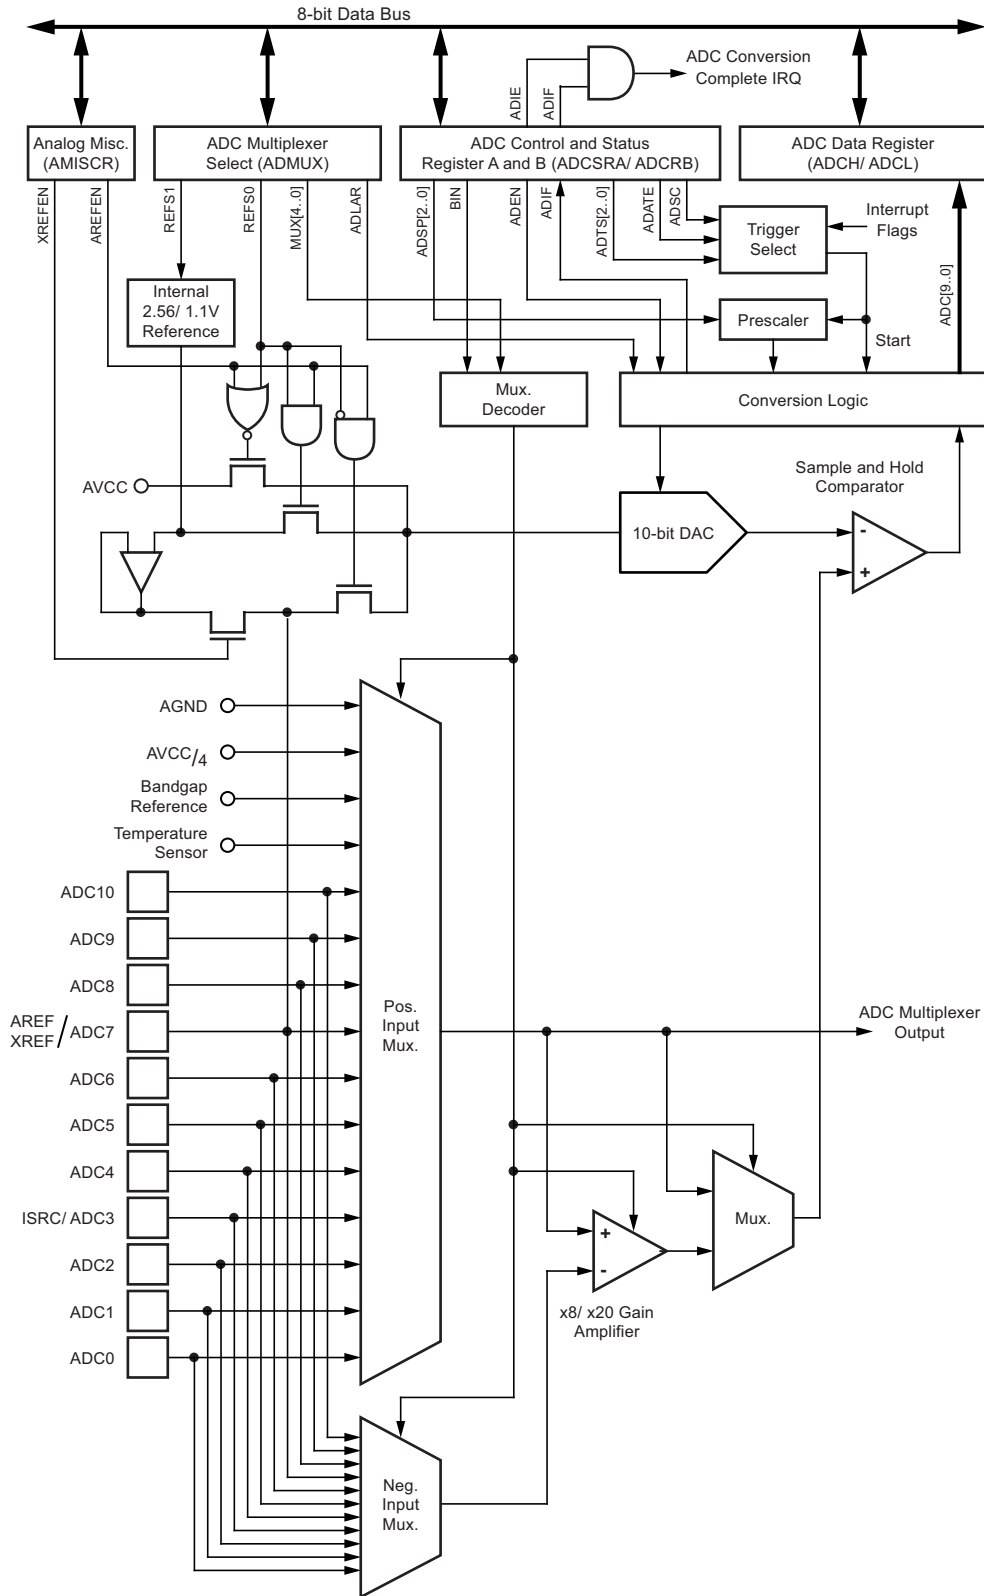 8-bit Data Bus
ADC Conversion
Complete IRQ
ADIE
ADIF
Analog Misc.
(AMISCR)
ADC Multiplexer
Select (ADMUX)
ADC Control and Status
Register A and B (ADCSRA/ ADCRB)
ADC Data Register
(ADCH/ ADCL)
XREFEN
AREFEN
REFS1
REFS0
MUX[4..0]
ADLAR
ADSP[2..0]
BIN
ADEN
ADIF
ADTS[2..0]
ADATE
ADSC
Trigger
Select
Interrupt
Flags
ADC[9..0]
Internal
2.56/ 1.1V
Reference
Prescaler
Start
Mux.
Decoder
Conversion Logic
AVCC
Sample and Hold
Comparator
10-bit DAC
-
+
AGND
AVCC/4
Bandgap
Reference
Temperature
Sensor
ADC10
ADC9
ADC8
AREF
XREF / ADC7
Pos.
Input
Mux.
ADC Multiplexer
Output
ADC6
ADC5
ADC4
ISRC/ ADC3
ADC2
ADC1
ADC0
Mux.
+
-
x8/ x20 Gain
Amplifier
Neg.
Input
Mux.